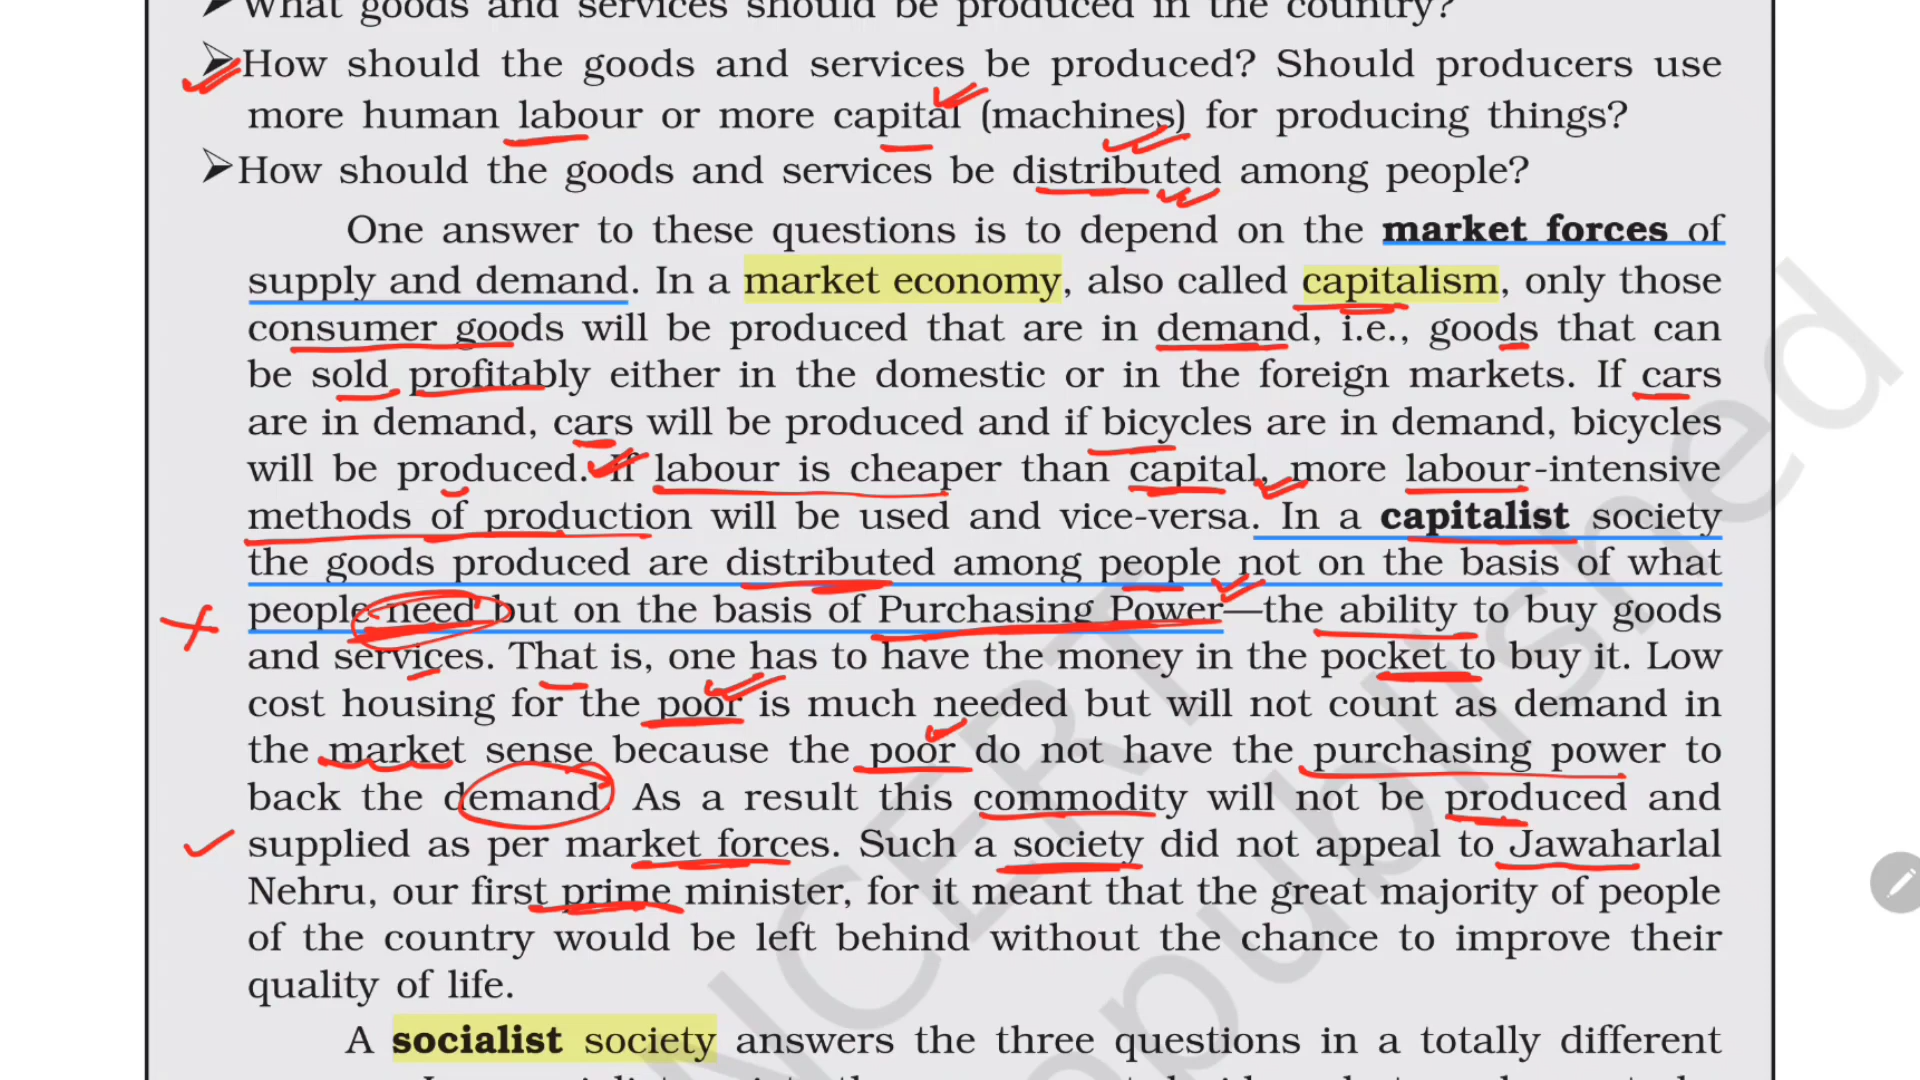 ➤What goods and services should be produced in the country?
➤How should the goods and services be produced? Should producers use
more human labour or more capital (machines) for producing things?
➤How should the goods and services be distributed among people?
One answer to these questions is to depend on the market forces of
supply and demand. In a market economy, also called capitalism, only those
consumer goods will be produced that are in demand, i.e., goods that can
be sold profitably either in the domestic or in the foreign markets. If cars
are in demand, cars will be produced and if bicycles are in demand, bicycles
will be produced. If labour is cheaper than capital, more labour-intensive
methods of production will be used and vice-versa. In a capitalist society
the goods produced are distributed among people not on the basis of what
people need but on the basis of Purchasing Power—the ability to buy goods
and services. That is, one has to have the money in the pocket to buy it. Low
cost housing for the poor is much needed but will not count as demand in
the market sense because the poor do not have the purchasing power to
back the demand. As a result this commodity will not be produced and
supplied as per market forces. Such a society did not appeal to Jawaharlal
Nehru, our first prime minister, for it meant that the great majority of people
of the country would be left behind without the chance to improve their
quality of life.
A socialist society answers the three questions in a totally different
NCERT
published